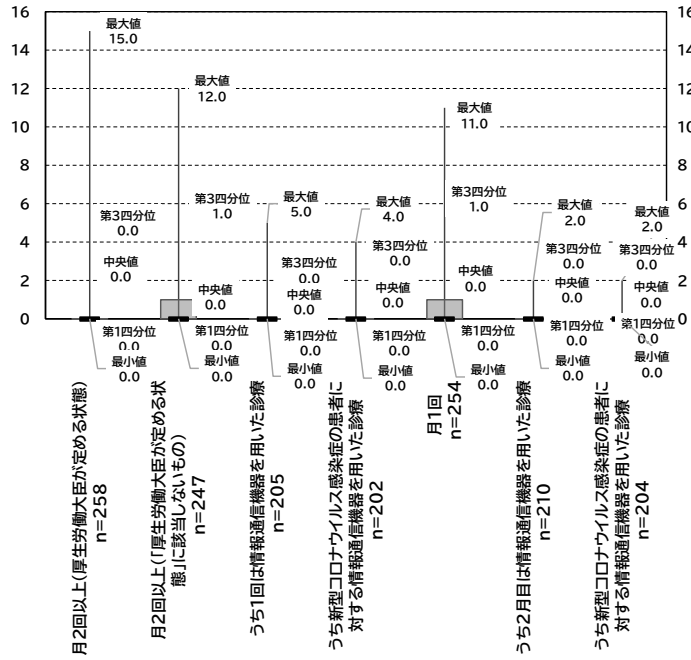 16
14
12
10
8
6
4
2
0
最大値
15.0
第3四分位
0.0
中央値
0.0
第1四分位
0.0
最小値
0.0
最大値
12.0
第3四分位
1.0
中央値
0.0
第1四分位
0.0
最小値
0.0
最大値
5.0
第3四分位
0.0
中央値
0.0
第1四分位
0.0
最小値
0.0
最大値
4.0
第3四分位
0.0
中央値
0.0
第1四分位
0.0
最小値
0.0
最大値
11.0
第3四分位
1.0
中央値
0.0
第1四分位
0.0
最小値
0.0
最大値
2.0
第3四分位
0.0
中央値
0.0
第1四分位
0.0
最小値
0.0
最大値
2.0
第3四分位
0.0
中央値
0.0
第1四分位
0.0
最小値
0.0
16
14
12
10
8
6
4
2
0
月2回以上(厚生労働大臣が定める状態)
n=258
月2回以上(「厚生労働大臣が定める状
態」に該当しないもの)
n=247
うち1回は情報通信機器を用いた診療
n=205
うち新型コロナウイルス感染症の患者に
対する情報通信機器を用いた診療
n=202
月1回
n=254
うち2月目は情報通信機器を用いた診療
n=210
うち新型コロナウイルス感染症の患者に
対する情報通信機器を用いた診療
n=204